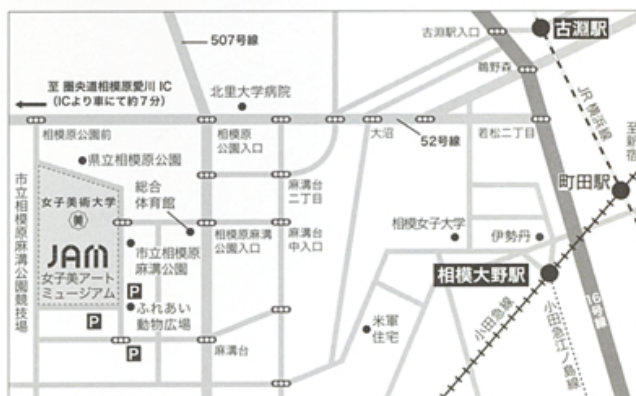 古淵駅入口
古淵駅
507号線
鵜野森
JR 横浜線
至 圏央道相模原愛川 IC
(ICより車にて約7分)
北里大学病院
至新宿
相模原公園前
相模原
公園入口
大沼
52号線
若松二丁目
県立相模原公園
町田駅
市立相模原麻溝公園競技場
女子美術大学
美
総合
体育館
麻溝台
二丁目
JAM
女子美アート
ミュージアム
市立相模原
麻溝公園
相模原麻溝
公園入口
麻溝台
中入口
相模女子大学
伊勢丹
相模大野駅
P
ふれあい
動物広場
P
P
麻溝台
米軍
住宅
小田急線
小田急江ノ島線
16号線